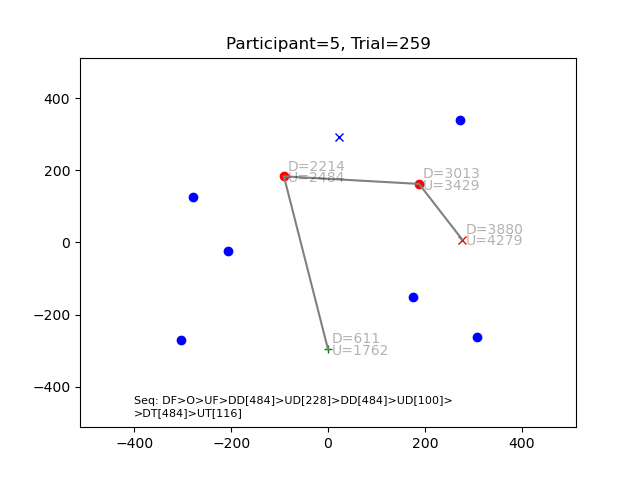 Participant=5, Trial=259
400
200
0
−200
−400
D=2214
U=2484
D=3013
U=3429
D=3880
U=4279
D=611
U=1762
Seq: DF>O>UF>DD[484]>UD[228]>DD[484]>UD[100]>
>DT[484]>UT[116]
−400 −200 0 200 400